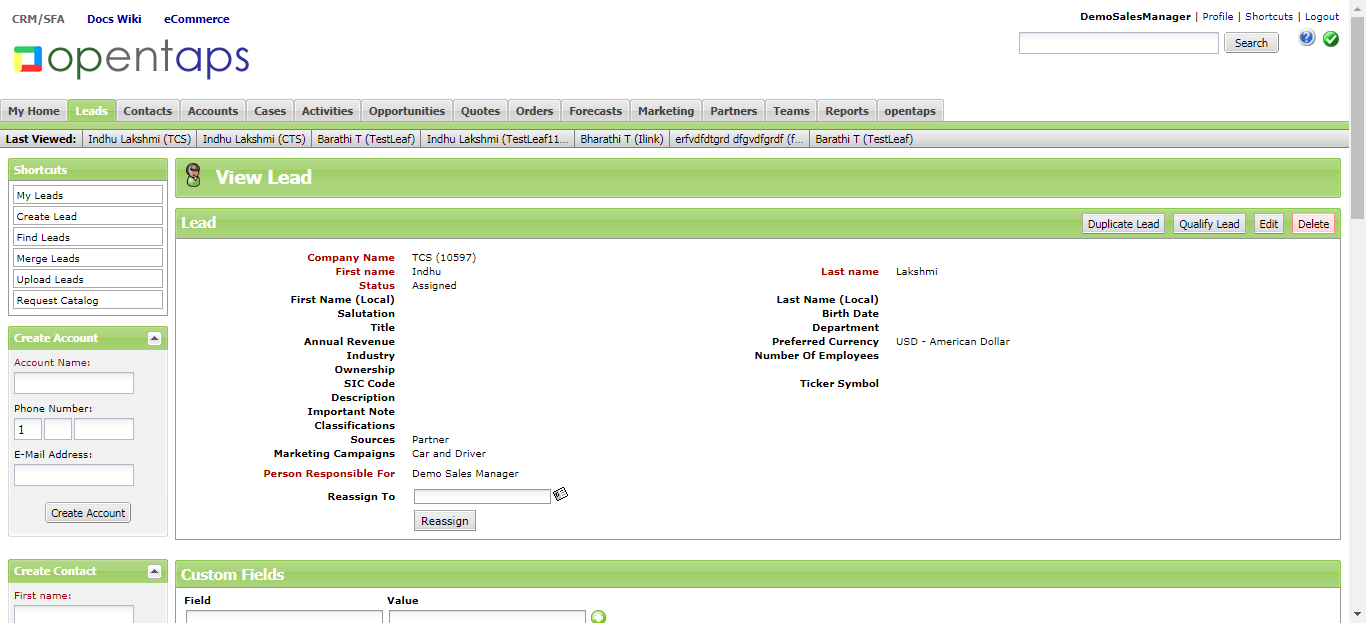 CRM/SFA Docs Wiki eCommerce
DemoSalesManager | Profile | Shortcuts | Logout
opentaps
Search
My Home Leads Contacts Accounts Cases Activities Opportunities Quotes Orders Forecasts Marketing Partners Teams Reports opentaps
Last Viewed: Indhu Lakshmi (TCS) Indhu Lakshmi (CTS) Barathi T (TestLeaf) Indhu Lakshmi (TestLeaf11... Bharathi T (Ilink) erfvdfdtgrd dfgvdfgrdf (f... Barathi T (TestLeaf)
Shortcuts
My Leads
Create Lead
Find Leads
Merge Leads
Upload Leads
Request Catalog
Create Account
Account Name:
Phone Number:
1
E-Mail Address:
Create Account
Create Contact
First name:
View Lead
Lead Duplicate Lead Qualify Lead Edit Delete
Company Name TCS (10597)
First name Indhu Last name Lakshmi
Status Assigned
First Name (Local) Last Name (Local)
Salutation Birth Date
Title Department
Annual Revenue Preferred Currency USD - American Dollar
Industry Number Of Employees
Ownership
SIC Code Ticker Symbol
Description
Important Note
Classifications
Sources Partner
Marketing Campaigns Car and Driver
Person Responsible For Demo Sales Manager
Reassign To
Reassign
Custom Fields
Field Value